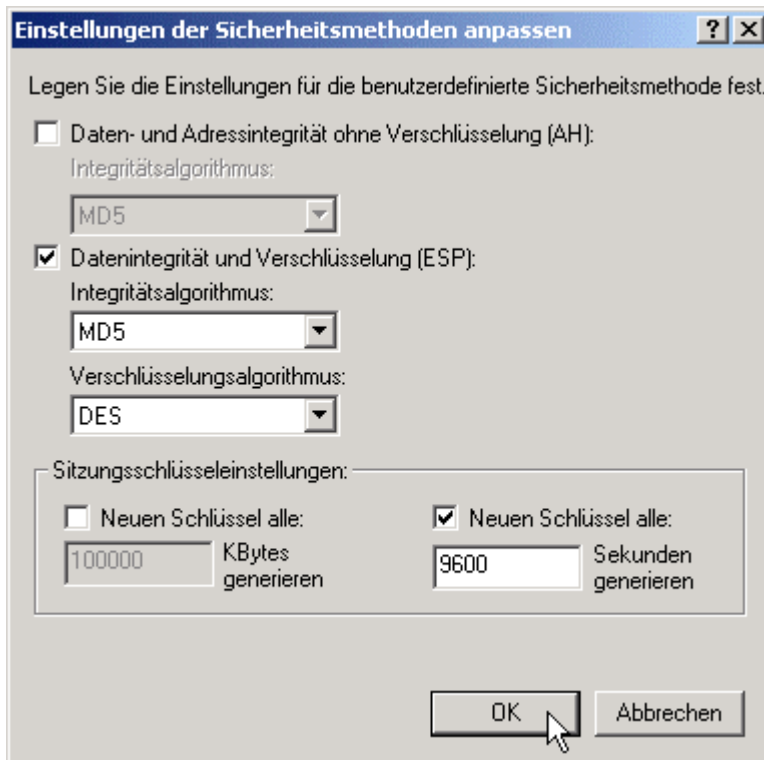 Einstellungen der Sicherheitsmethoden anpassen
Legen Sie die Einstellungen für die benutzerdefinierte Sicherheitsmethode fest.
Daten- und Adressintegrität ohne Verschlüsselung (AH):
Integritätsalgorithmus:
MD5
Datenintegrität und Verschlüsselung (ESP):
Integritätsalgorithmus:
MD5
Verschlüsselungsalgorithmus:
DES
Sitzungsschlüsseleinstellungen:
Neuen Schlüssel alle:
100000 KBytes
generieren
Neuen Schlüssel alle:
9600 Sekunden
generieren
OK Abbrechen